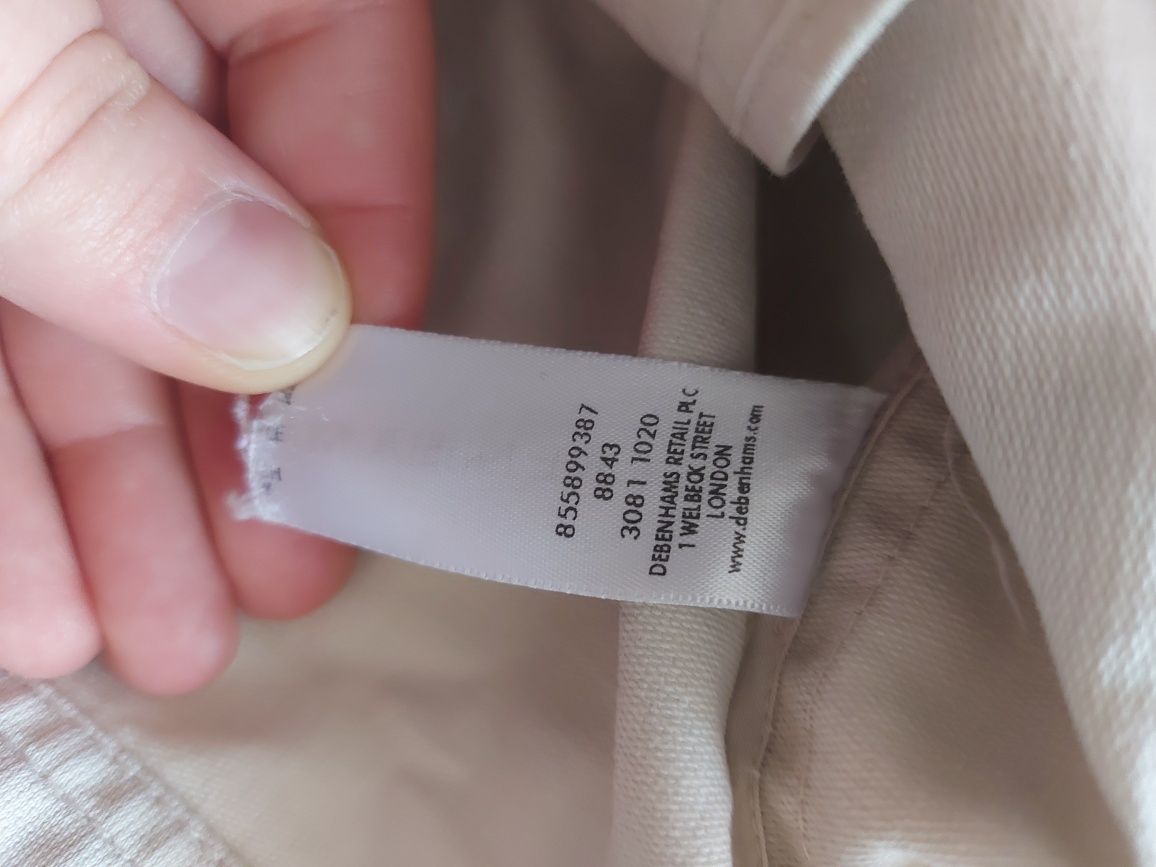 855899387
8843
3081 1020
DEBENHAMS RETAIL PLC
1 WELBECK STREET
LONDON
www.debenhams.com